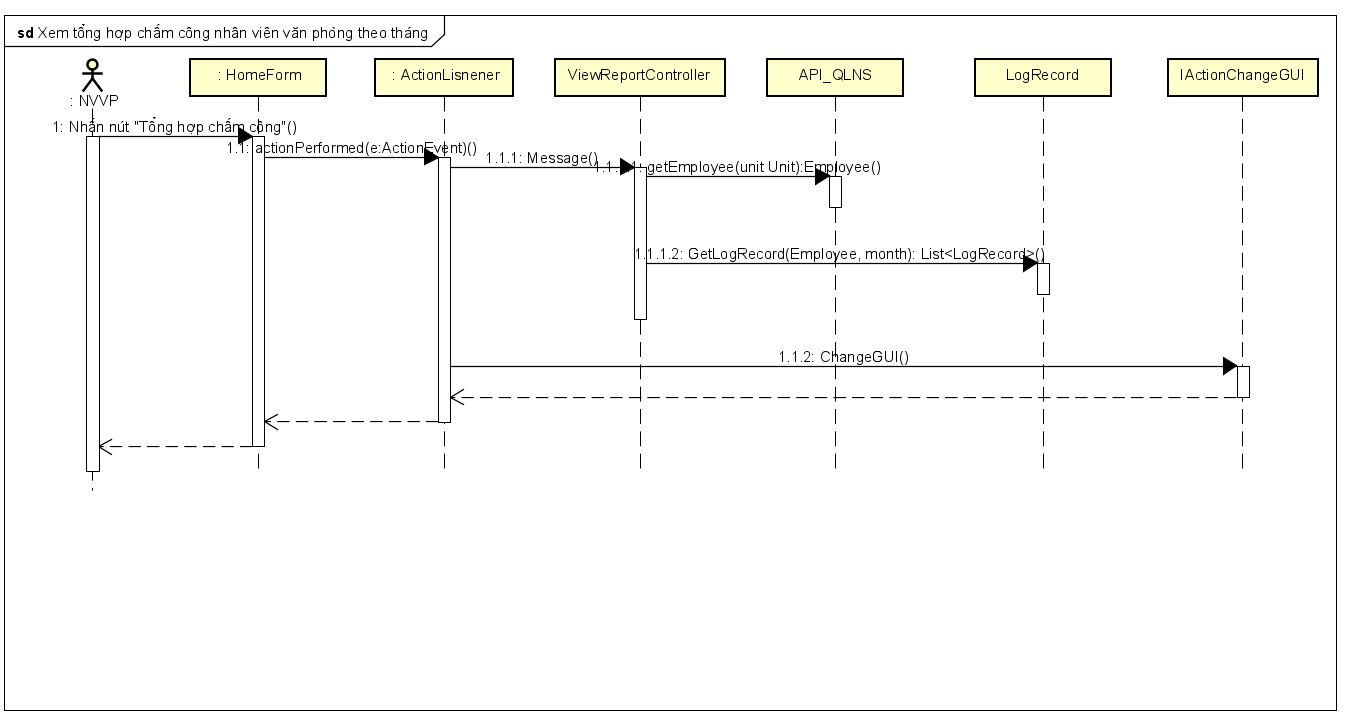 sd Xem tổng hợp chấm công nhân viên văn phòng theo tháng
: HomeForm
: ActionLisnener
ViewReportController
API_QLNS
LogRecord
IActionChangeGUI
: NVVP
1: Nhấn nút "Tổng hợp chấm công"()
1.1: actionPerformed(e:ActionEvent)()
1.1.1: Message()
1.1.1.1: getEmployee(unit Unit):Employee()
1.1.1.2: GetLogRecord(Employee, month): List<LogRecord>()
1.1.2: ChangeGUI()